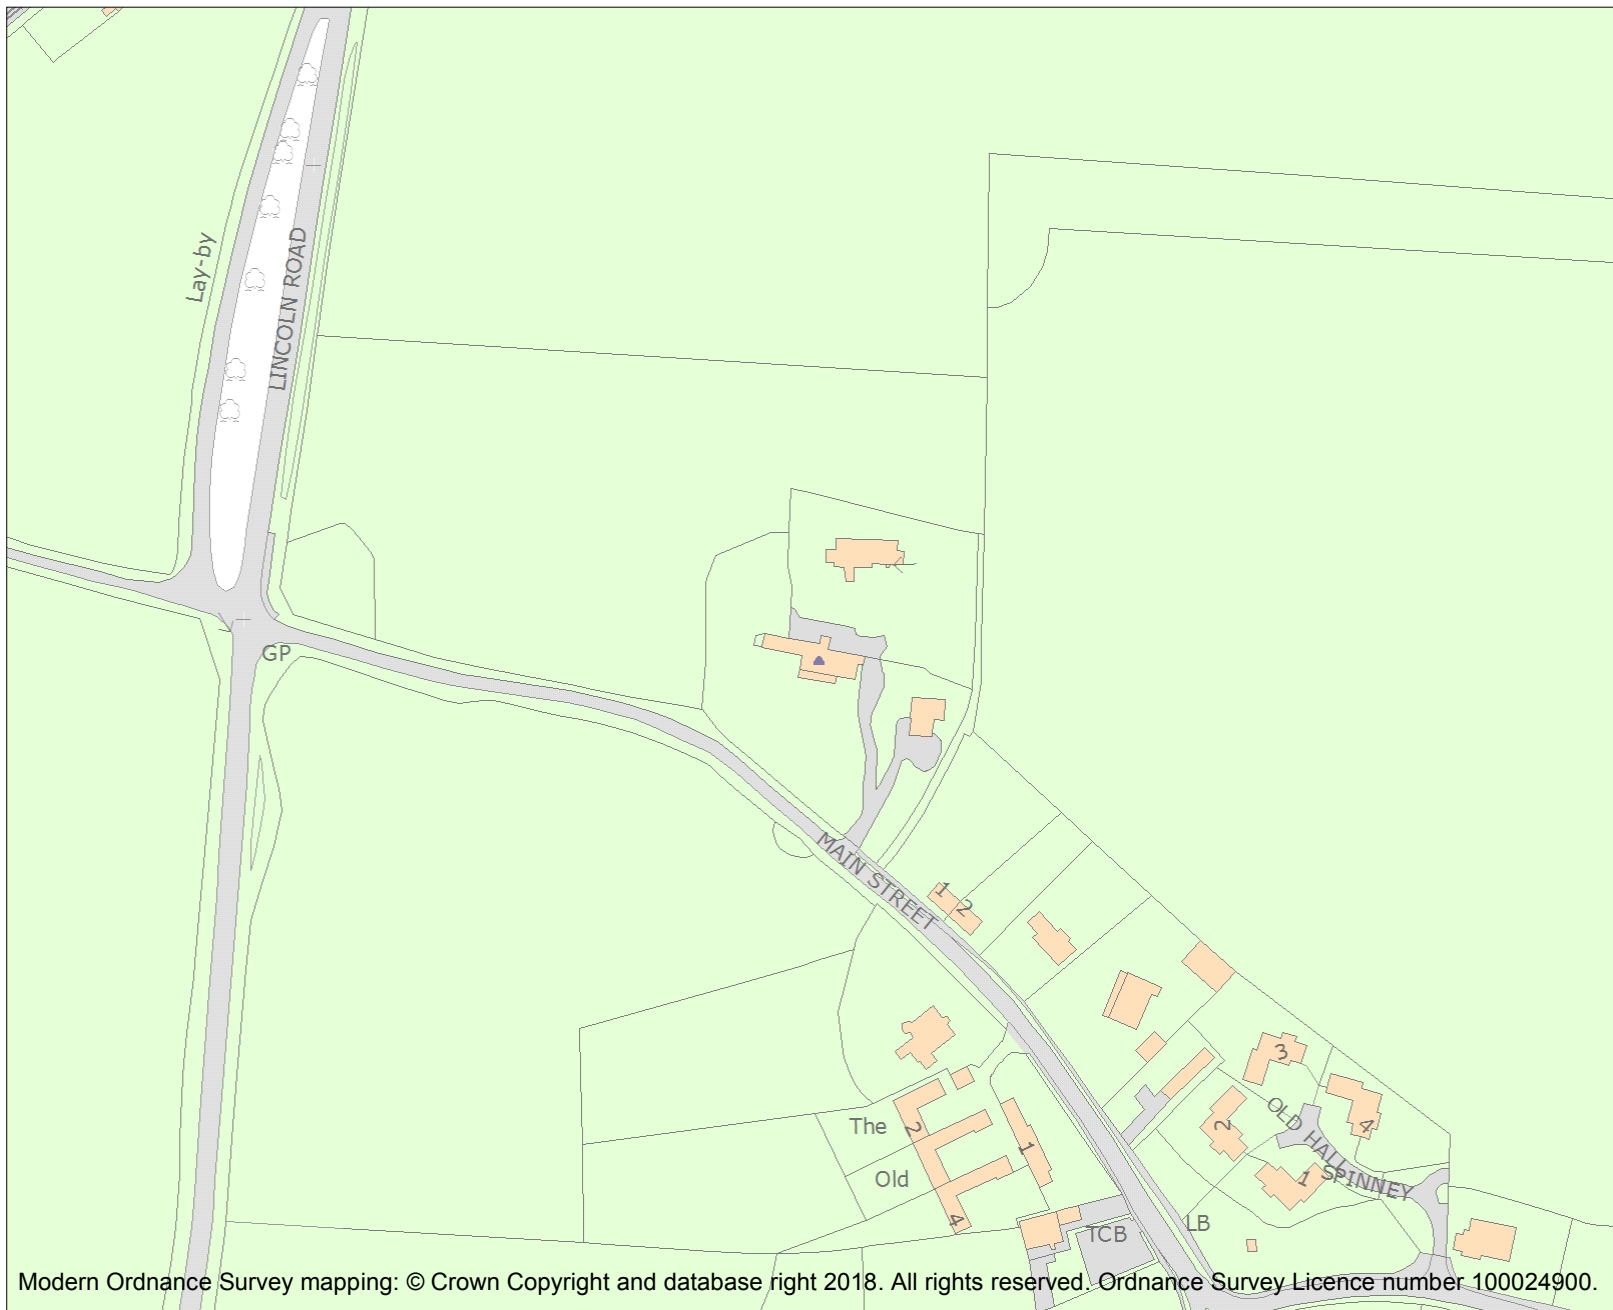 Lay-by
LINCOLN ROAD
GP
MAIN STREET
1
2
3
2
OLD HALL
SPINNEY
4
1
The
2
1
Old
4
TCB
LB
Modern Ordnance Survey mapping: © Crown Copyright and database right 2018. All rights reserved. Ordnance Survey Licence number 100024900.